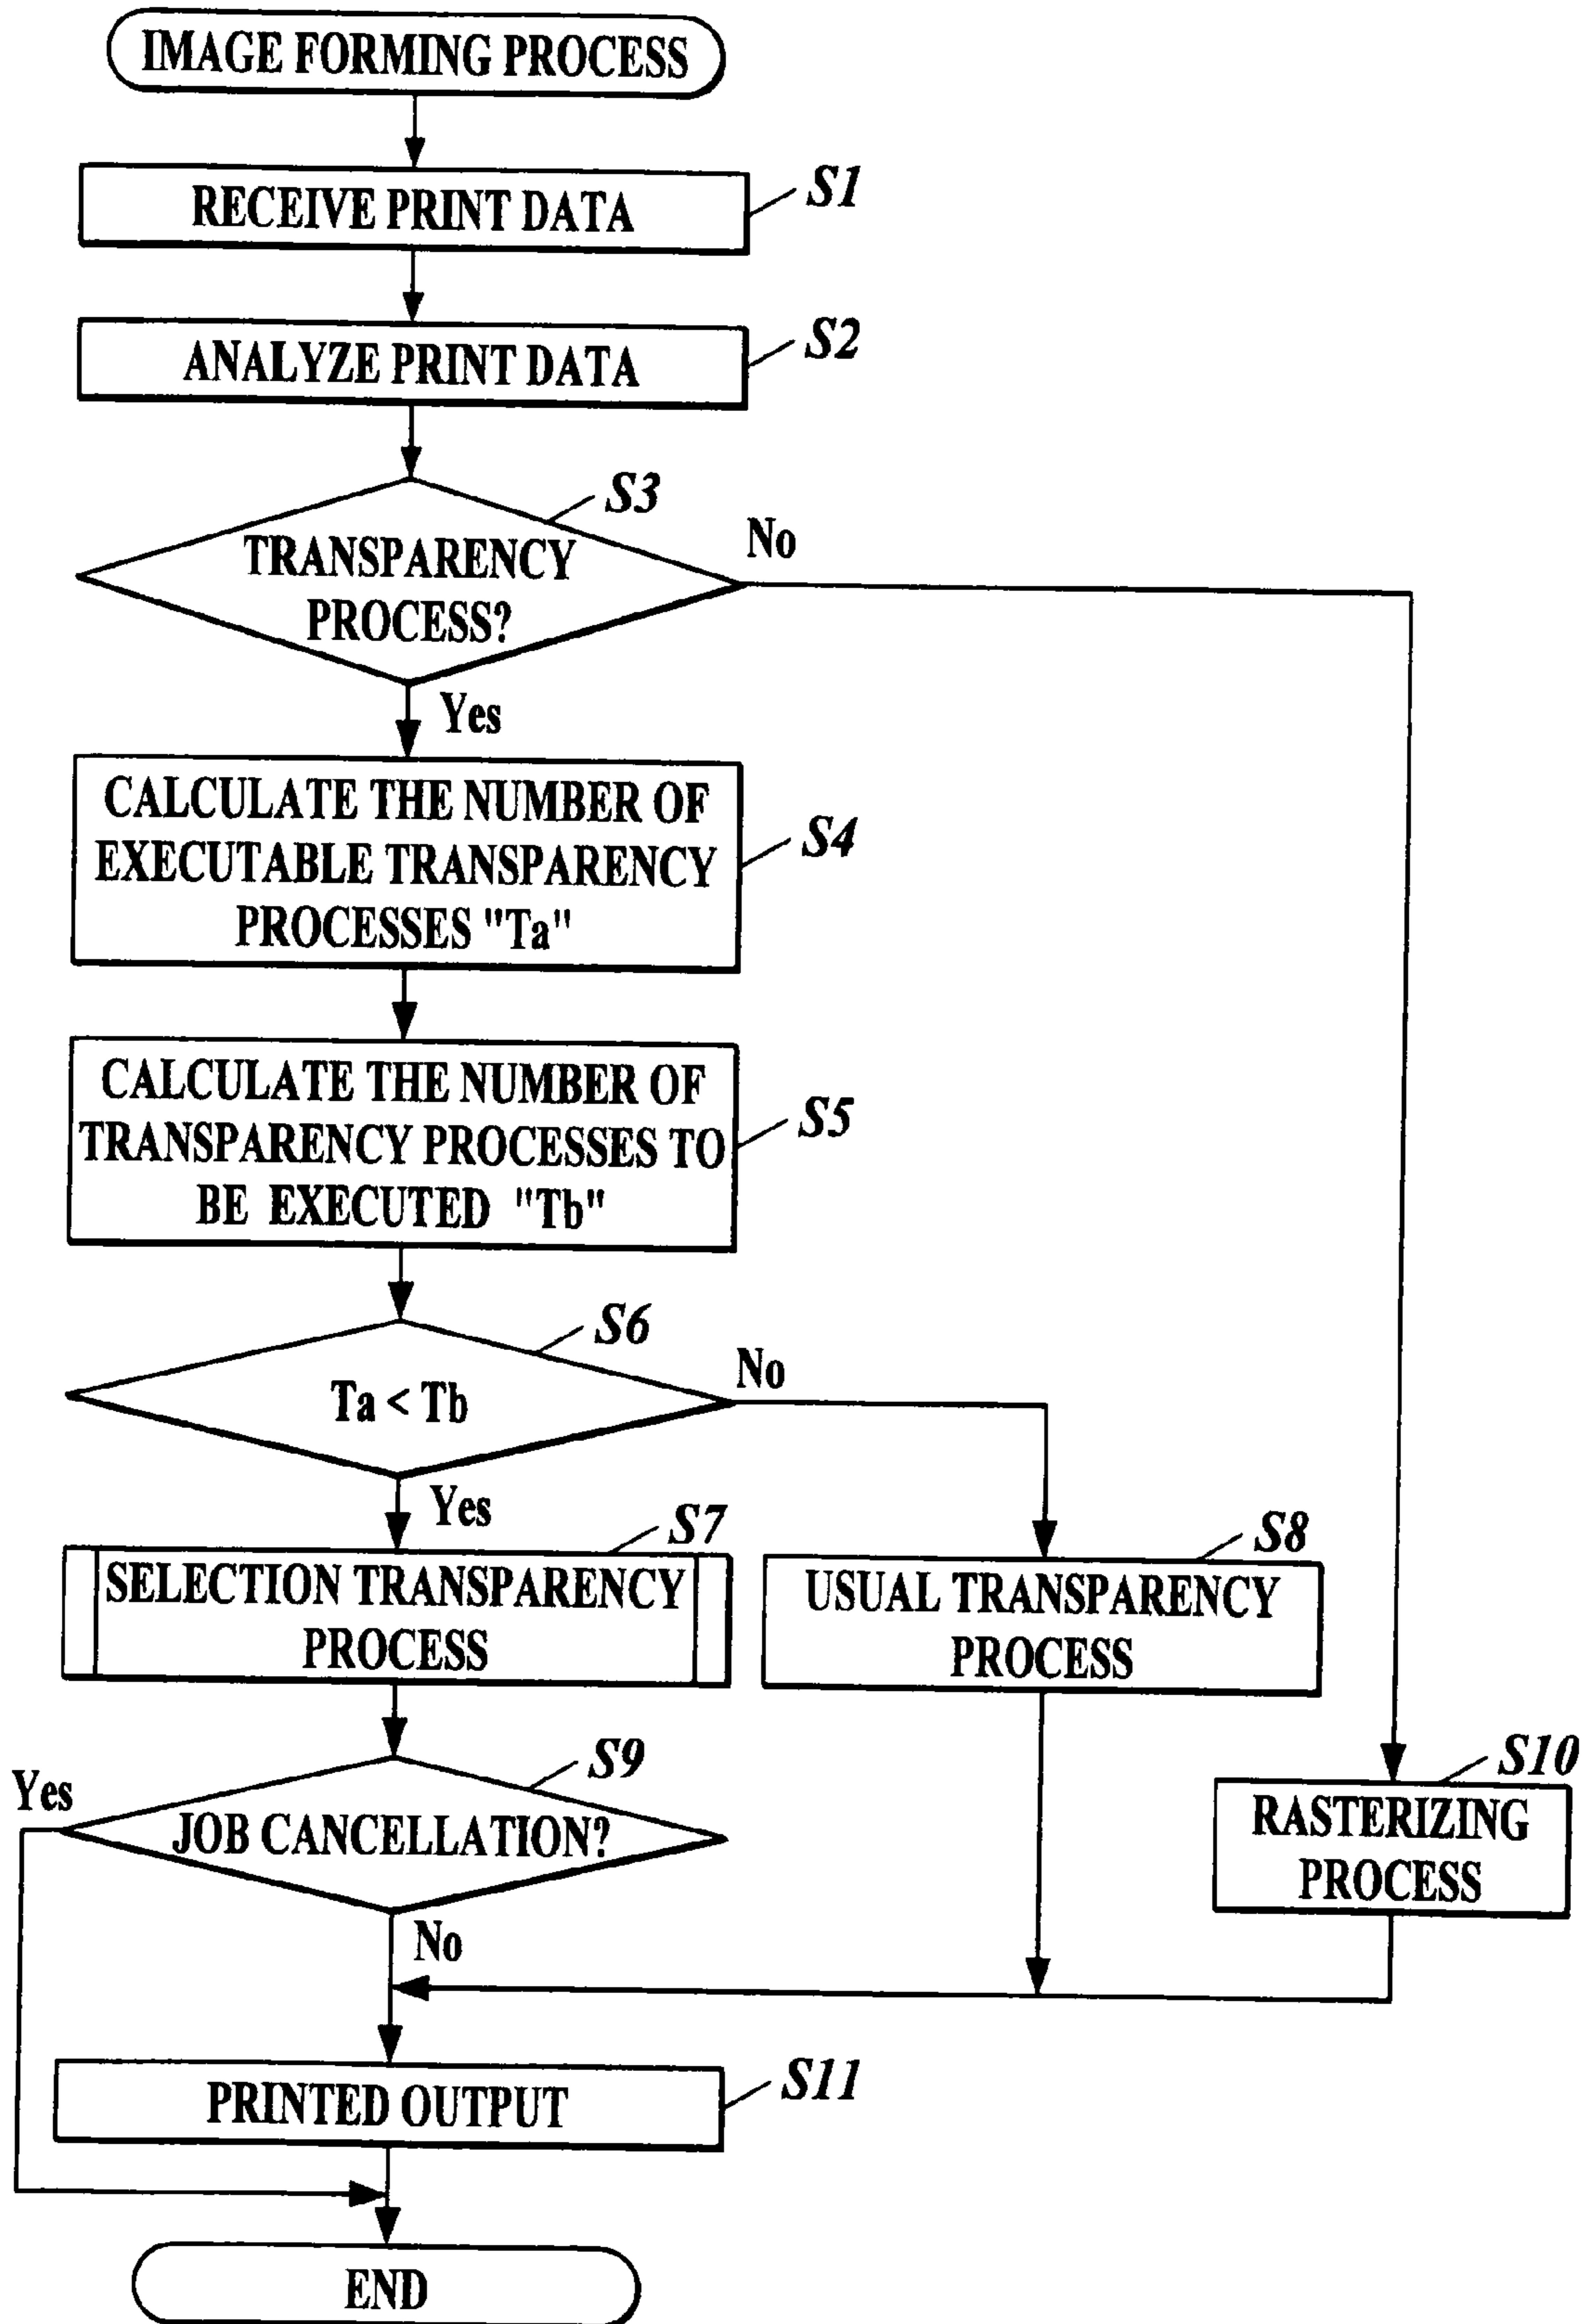 IMAGE FORMING PROCESS
RECEIVE PRINT DATA
S1
ANALYZE PRINT DATA
S2
S3
TRANSPARENCY
PROCESS?
No
Yes
CALCULATE THE NUMBER OF
EXECUTABLE TRANSPARENCY
PROCESSES "Ta"
S4
CALCULATE THE NUMBER OF
TRANSPARENCY PROCESSES TO
BE EXECUTED "Tb"
S5
S6
Ta < Tb
No
Yes
S7
SELECTION TRANSPARENCY
PROCESS
S8
USUAL TRANSPARENCY
PROCESS
S9
Yes
JOB CANCELLATION?
No
S10
RASTERIZING
PROCESS
PRINTED OUTPUT
S11
END